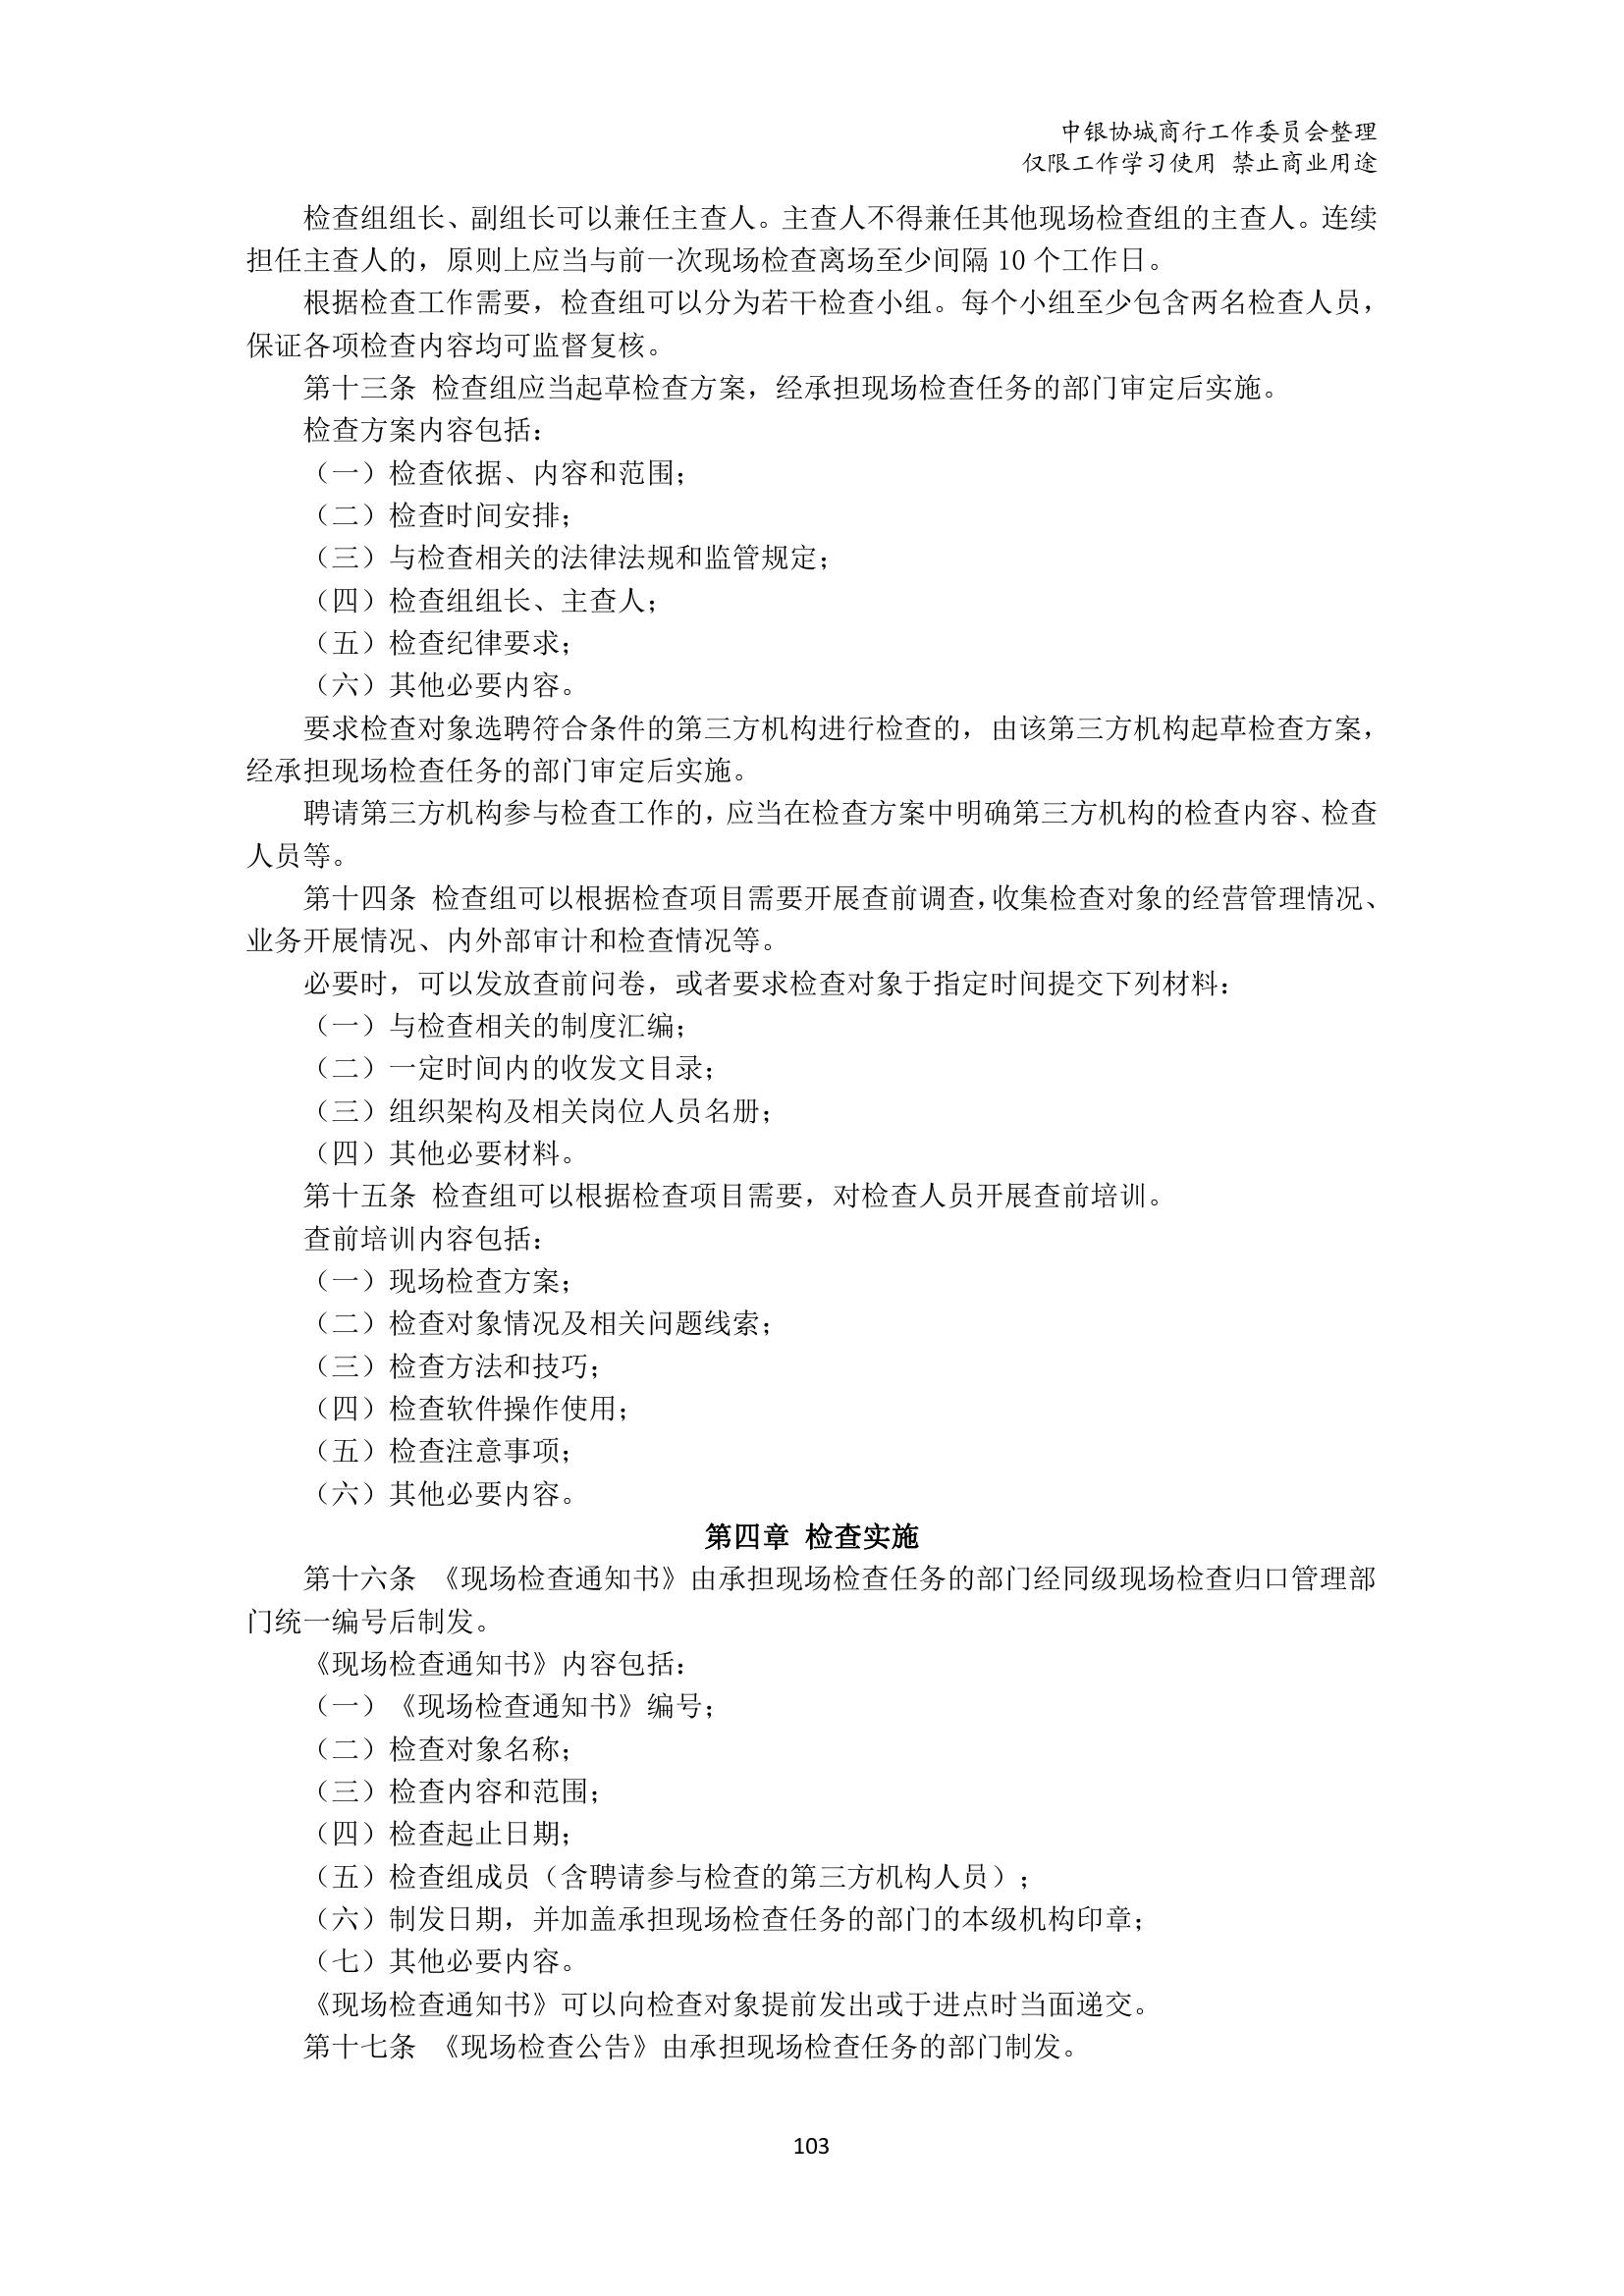 中银协城商行工作委员会整理
仅限工作学习使用 禁止商业用途
检查组组长、副组长可以兼任主查人。主查人不得兼任其他现场检查组的主查人。连续
担任主查人的，原则上应当与前一次现场检查离场至少间隔 10 个工作日。
根据检查工作需要，检查组可以分为若干检查小组。每个小组至少包含两名检查人员，
保证各项检查内容均可监督复核。
第十三条 检查组应当起草检查方案，经承担现场检查任务的部门审定后实施。
检查方案内容包括：
（一）检查依据、内容和范围；
（二）检查时间安排；
（三）与检查相关的法律法规和监管规定；
（四）检查组组长、主查人；
（五）检查纪律要求；
（六）其他必要内容。
要求检查对象选聘符合条件的第三方机构进行检查的，由该第三方机构起草检查方案，
经承担现场检查任务的部门审定后实施。
聘请第三方机构参与检查工作的，应当在检查方案中明确第三方机构的检查内容、检查
人员等。
第十四条 检查组可以根据检查项目需要开展查前调查，收集检查对象的经营管理情况、
业务开展情况、内外部审计和检查情况等。
必要时，可以发放查前问卷，或者要求检查对象于指定时间提交下列材料：
（一）与检查相关的制度汇编；
（二）一定时间内的收发文目录；
（三）组织架构及相关岗位人员名册；
（四）其他必要材料。
第十五条 检查组可以根据检查项目需要，对检查人员开展查前培训。
查前培训内容包括：
（一）现场检查方案；
（二）检查对象情况及相关问题线索；
（三）检查方法和技巧；
（四）检查软件操作使用；
（五）检查注意事项；
（六）其他必要内容。
第四章 检查实施
第十六条 《现场检查通知书》由承担现场检查任务的部门经同级现场检查归口管理部
门统一编号后制发。
《现场检查通知书》内容包括：
（一）《现场检查通知书》编号；
（二）检查对象名称；
（三）检查内容和范围；
（四）检查起止日期；
（五）检查组成员（含聘请参与检查的第三方机构人员）；
（六）制发日期，并加盖承担现场检查任务的部门的本级机构印章；
（七）其他必要内容。
《现场检查通知书》可以向检查对象提前发出或于进点时当面递交。
第十七条 《现场检查公告》由承担现场检查任务的部门制发。
103